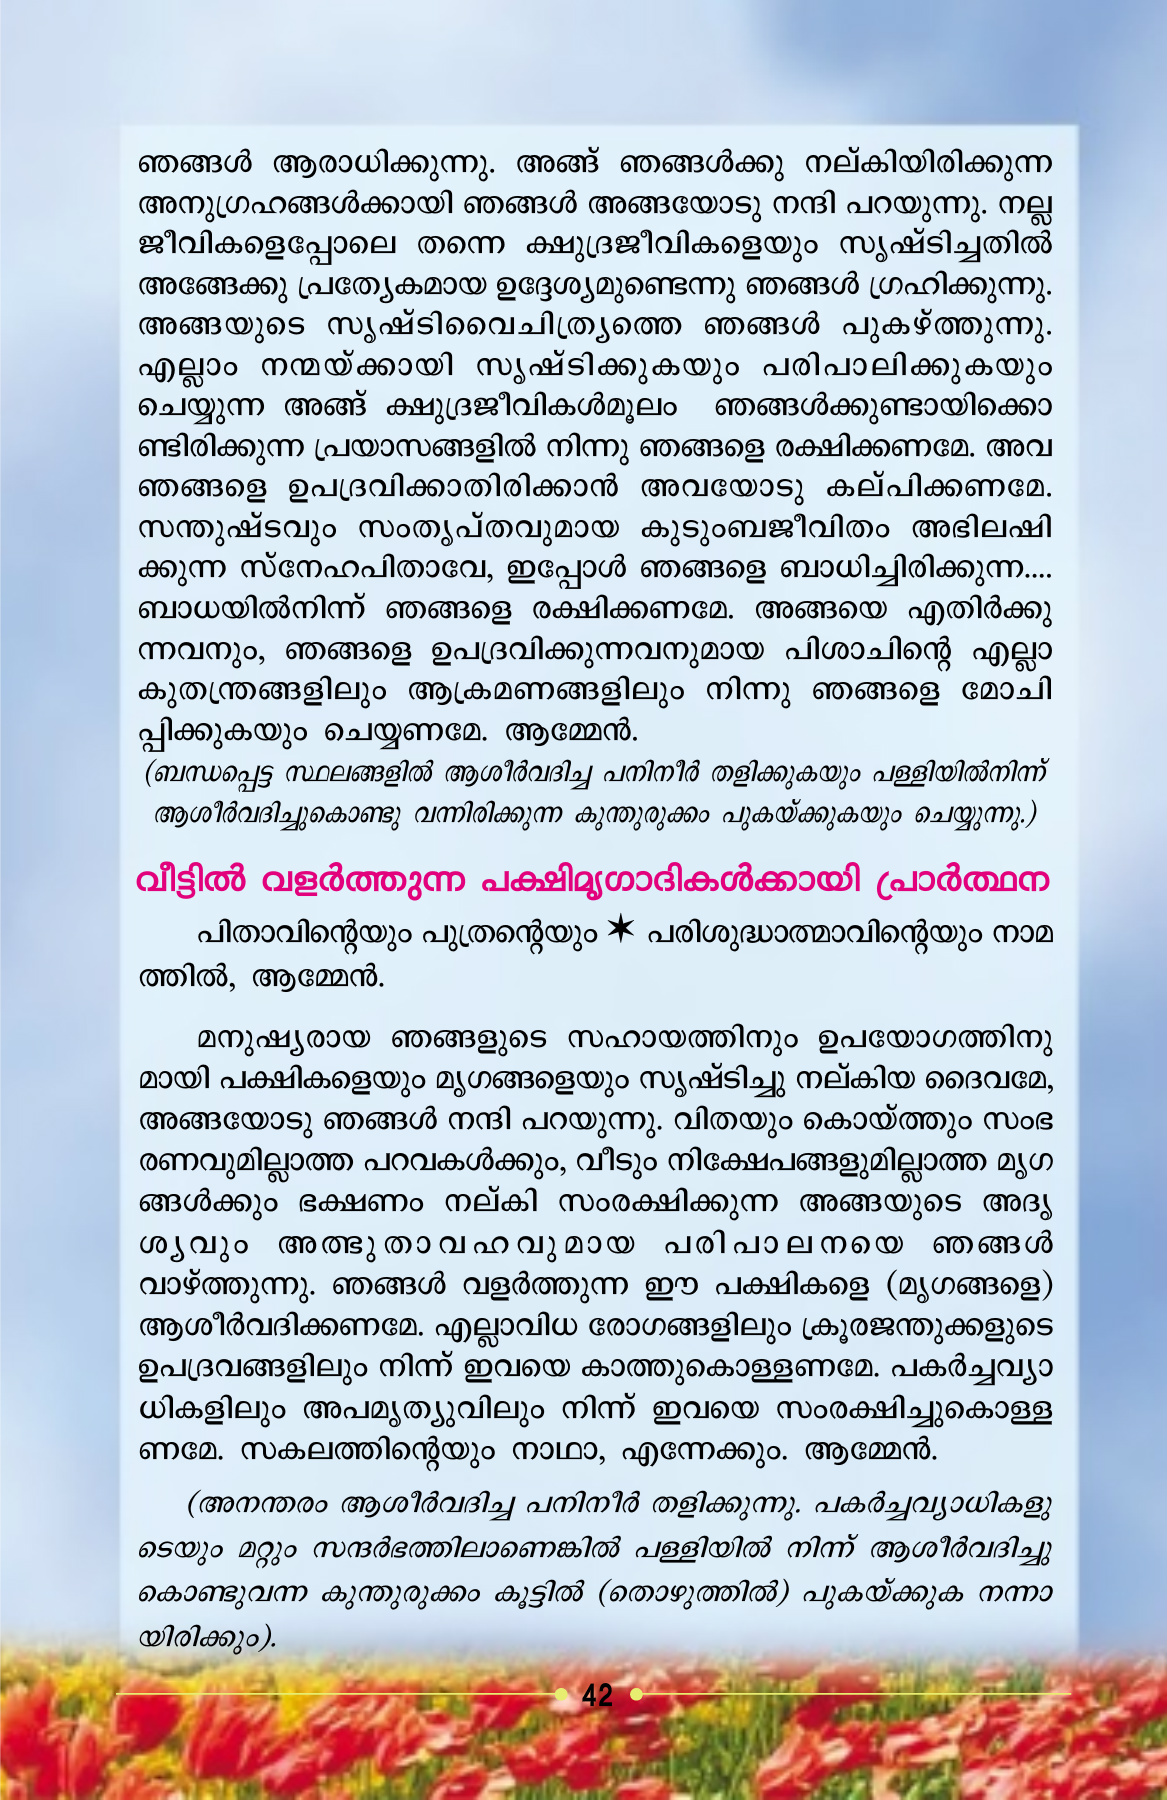 ഞങ്ങൾ ആരാധിക്കുന്നു. അങ്ങ് ഞങ്ങൾക്കു നല്കിയിരിക്കുന്ന
അനുഗ്രഹങ്ങൾക്കായി ഞങ്ങൾ അങ്ങയോടു നന്ദി പറയുന്നു. നല്ല
ജീവികളെപ്പോലെ തന്നെ ക്ഷുദ്രജീവികളെയും സൃഷ്ടിച്ചതിൽ
അങ്ങേക്കു പ്രത്യേകമായ ഉദ്ദേശ്യമുണ്ടെന്നു ഞങ്ങൾ ഗ്രഹിക്കുന്നു.
അങ്ങയുടെ സൃഷ്ടിവൈചിത്ര്യത്തെ ഞങ്ങൾ പുകഴ്ത്തുന്നു.
എല്ലാം നന്മയ്ക്കായി സൃഷ്ടിക്കുകയും പരിപാലിക്കുകയും
ചെയ്യുന്ന അങ്ങ് ക്ഷുദ്രജീവികൾമൂലം ഞങ്ങൾക്കുണ്ടായിക്കൊ
ണ്ടിരിക്കുന്ന പ്രയാസങ്ങളിൽ നിന്നു ഞങ്ങളെ രക്ഷിക്കണമേ. അവ
ഞങ്ങളെ ഉപദ്രവിക്കാതിരിക്കാൻ അവയോടു കല്പിക്കണമേ.
സന്തുഷ്ടവും സംതൃപ്തവുമായ കുടുംബജീവിതം അഭിലഷി
ക്കുന്ന സ്നേഹപിതാവേ, ഇപ്പോൾ ഞങ്ങളെ ബാധിച്ചിരിക്കുന്ന....
ബാധയിൽനിന്ന് ഞങ്ങളെ രക്ഷിക്കണമേ. അങ്ങയെ എതിർക്കു
ന്നവനും, ഞങ്ങളെ ഉപദ്രവിക്കുന്നവനുമായ പിശാചിന്റെ എല്ലാ
കുതന്ത്രങ്ങളിലും ആക്രമണങ്ങളിലും നിന്നു ഞങ്ങളെ മോചി
പ്പിക്കുകയും ചെയ്യണമേ. ആമ്മേൻ.
(ബന്ധപ്പെട്ട സ്ഥലങ്ങളിൽ ആശീർവദിച്ച പനിനീർ തളിക്കുകയും പള്ളിയിൽനിന്ന്
ആശീർവദിച്ചുകൊണ്ടു വന്നിരിക്കുന്ന കുന്തുരുക്കം പുകയ്ക്കുകയും ചെയ്യുന്നു.)
വീട്ടിൽ വളർത്തുന്ന പക്ഷിമൃഗാദികൾക്കായി പ്രാർത്ഥന
പിതാവിന്റെയും പുത്രന്റെയും ✶ പരിശുദ്ധാത്മാവിന്റെയും നാമ
ത്തിൽ, ആമ്മേൻ.
മനുഷ്യരായ ഞങ്ങളുടെ സഹായത്തിനും ഉപയോഗത്തിനു
മായി പക്ഷികളെയും മൃഗങ്ങളെയും സൃഷ്ടിച്ചു നല്കിയ ദൈവമേ,
അങ്ങയോടു ഞങ്ങൾ നന്ദി പറയുന്നു. വിതയും കൊയ്ത്തും സംഭ
രണവുമില്ലാത്ത പറവകൾക്കും, വീടും നിക്ഷേപങ്ങളുമില്ലാത്ത മൃഗ
ങ്ങൾക്കും ഭക്ഷണം നല്കി സംരക്ഷിക്കുന്ന അങ്ങയുടെ അദൃ
ശ്യവും അത്ഭുതാവഹവുമായ പരിപാലനയെ ഞങ്ങൾ
വാഴ്ത്തുന്നു. ഞങ്ങൾ വളർത്തുന്ന ഈ പക്ഷികളെ (മൃഗങ്ങളെ)
ആശീർവദിക്കണമേ. എല്ലാവിധ രോഗങ്ങളിലും ക്രൂരജന്തുക്കളുടെ
ഉപദ്രവങ്ങളിലും നിന്ന് ഇവയെ കാത്തുകൊള്ളണമേ. പകർച്ചവ്യാ
ധികളിലും അപമൃത്യുവിലും നിന്ന് ഇവയെ സംരക്ഷിച്ചുകൊള്ള
ണമേ. സകലത്തിന്റെയും നാഥാ, എന്നേക്കും. ആമ്മേൻ.
(അനന്തരം ആശീർവദിച്ച പനിനീർ തളിക്കുന്നു. പകർച്ചവ്യാധികളു
ടെയും മറ്റും സന്ദർഭത്തിലാണെങ്കിൽ പള്ളിയിൽ നിന്ന് ആശീർവദിച്ചു
കൊണ്ടുവന്ന കുന്തുരുക്കം കൂട്ടിൽ (തൊഴുത്തിൽ) പുകയ്ക്കുക നന്നാ
യിരിക്കും).
42